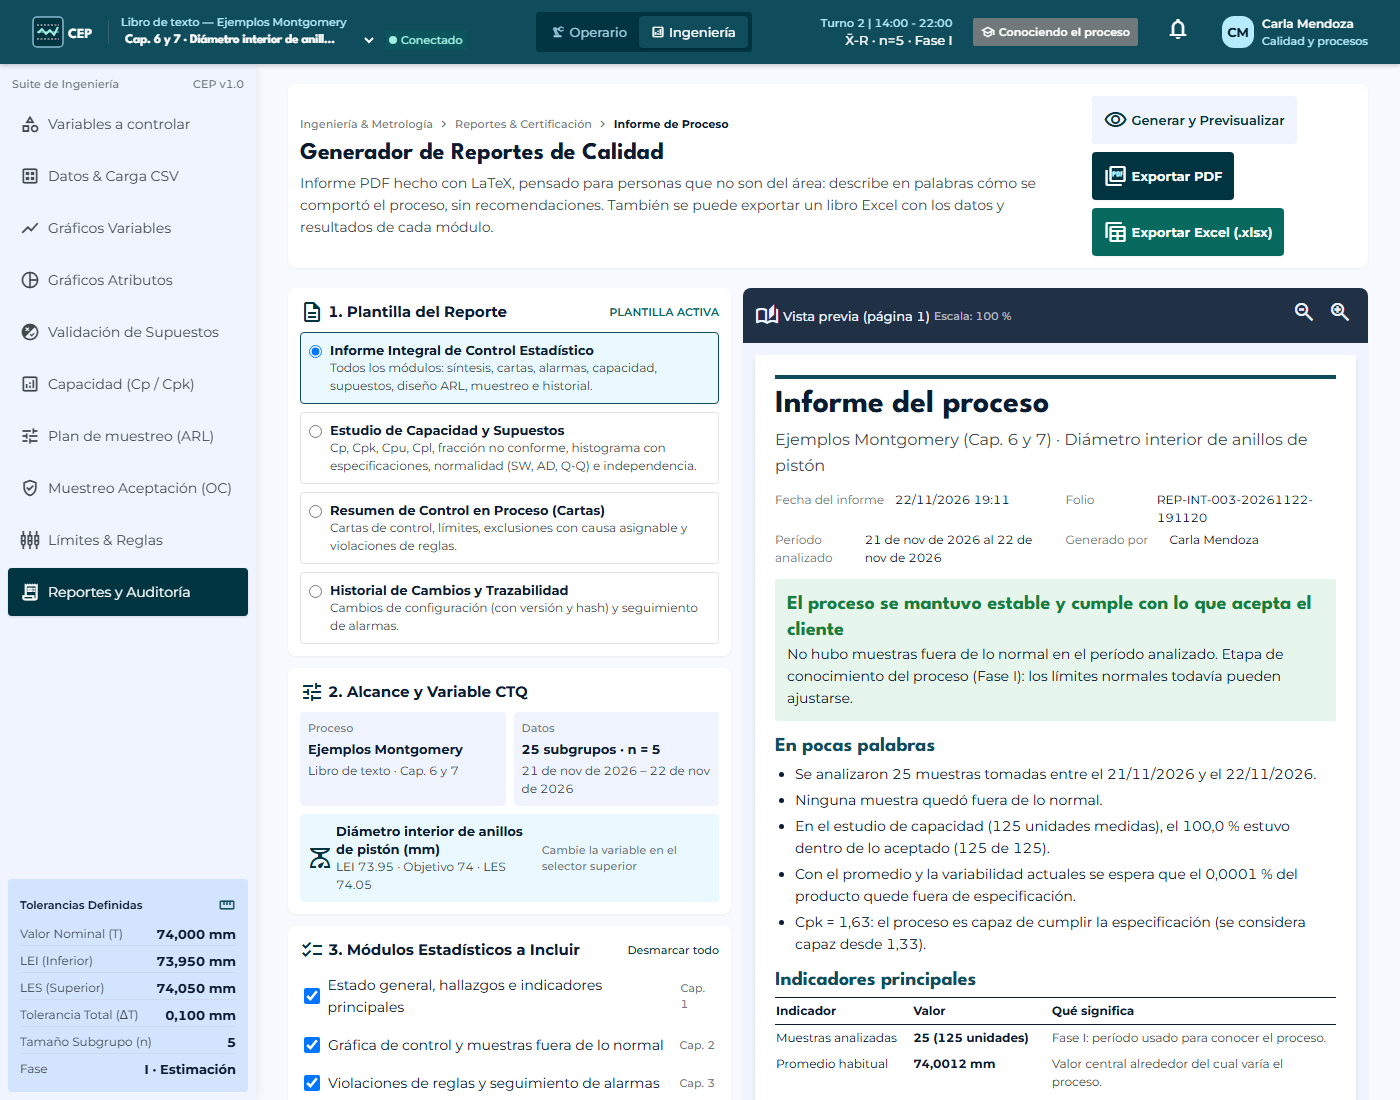 CEP
Libro de texto — Ejemplos Montgomery
Cap. 6 y 7 · Diámetro interior de anill...
Conectado
Operario
Ingeniería
Turno 2 | 14:00 - 22:00
X̄-R · n=5 · Fase I
Conociendo el proceso
CM
Carla Mendoza
Calidad y procesos
Suite de Ingeniería
CEP v1.0
Variables a controlar
Datos & Carga CSV
Gráficos Variables
Gráficos Atributos
Validación de Supuestos
Capacidad (Cp / Cpk)
Plan de muestreo (ARL)
Muestreo Aceptación (OC)
Límites & Reglas
Reportes y Auditoría
Tolerancias Definidas
Valor Nominal (T) 74,000 mm
LEI (Inferior) 73,950 mm
LES (Superior) 74,050 mm
Tolerancia Total (ΔT) 0,100 mm
Tamaño Subgrupo (n) 5
Fase I · Estimación
Ingeniería & Metrología > Reportes & Certificación > Informe de Proceso
Generador de Reportes de Calidad
Informe PDF hecho con LaTeX, pensado para personas que no son del área: describe en palabras cómo se
comportó el proceso, sin recomendaciones. También se puede exportar un libro Excel con los datos y
resultados de cada módulo.
Generar y Previsualizar
PDF
Exportar PDF
Exportar Excel (.xlsx)
1. Plantilla del Reporte
PLANTILLA ACTIVA
Informe Integral de Control Estadístico
Todos los módulos: síntesis, cartas, alarmas, capacidad,
supuestos, diseño ARL, muestreo e historial.
Estudio de Capacidad y Supuestos
Cp, Cpk, Cpu, Cpl, fracción no conforme, histograma con
especificaciones, normalidad (SW, AD, Q-Q) e independencia.
Resumen de Control en Proceso (Cartas)
Cartas de control, límites, exclusiones con causa asignable y
violaciones de reglas.
Historial de Cambios y Trazabilidad
Cambios de configuración (con versión y hash) y seguimiento
de alarmas.
2. Alcance y Variable CTQ
Proceso
Ejemplos Montgomery
Libro de texto · Cap. 6 y 7
Datos
25 subgrupos · n = 5
21 de nov de 2026 – 22 de nov
de 2026
Diámetro interior de anillos
de pistón (mm)
LEI 73.95 · Objetivo 74 · LES
74.05
Cambie la variable en el
selector superior
3. Módulos Estadísticos a Incluir
Desmarcar todo
Estado general, hallazgos e indicadores
principales
Cap.
1
Gráfica de control y muestras fuera de lo normal
Cap. 2
Violaciones de reglas y seguimiento de alarmas
Cap. 3
Vista previa (página 1) Escala: 100 %
Informe del proceso
Ejemplos Montgomery (Cap. 6 y 7) · Diámetro interior de anillos de
pistón
Fecha del informe 22/11/2026 19:11
Folio REP-INT-003-20261122-
191120
Período
analizado
21 de nov de 2026 al 22 de
nov de 2026
Generado por Carla Mendoza
El proceso se mantuvo estable y cumple con lo que acepta el
cliente
No hubo muestras fuera de lo normal en el período analizado. Etapa de
conocimiento del proceso (Fase I): los límites normales todavía pueden
ajustarse.
En pocas palabras
• Se analizaron 25 muestras tomadas entre el 21/11/2026 y el 22/11/2026.
• Ninguna muestra quedó fuera de lo normal.
• En el estudio de capacidad (125 unidades medidas), el 100,0 % estuvo
dentro de lo aceptado (125 de 125).
• Con el promedio y la variabilidad actuales se espera que el 0,0001 % del
producto quede fuera de especificación.
• Cpk = 1,63: el proceso es capaz de cumplir la especificación (se considera
capaz desde 1,33).
Indicadores principales
Indicador Valor Qué significa
Muestras analizadas 25 (125 unidades) Fase I: período usado para conocer el proceso.
Promedio habitual 74,0012 mm Valor central alrededor del cual varía el
proceso.